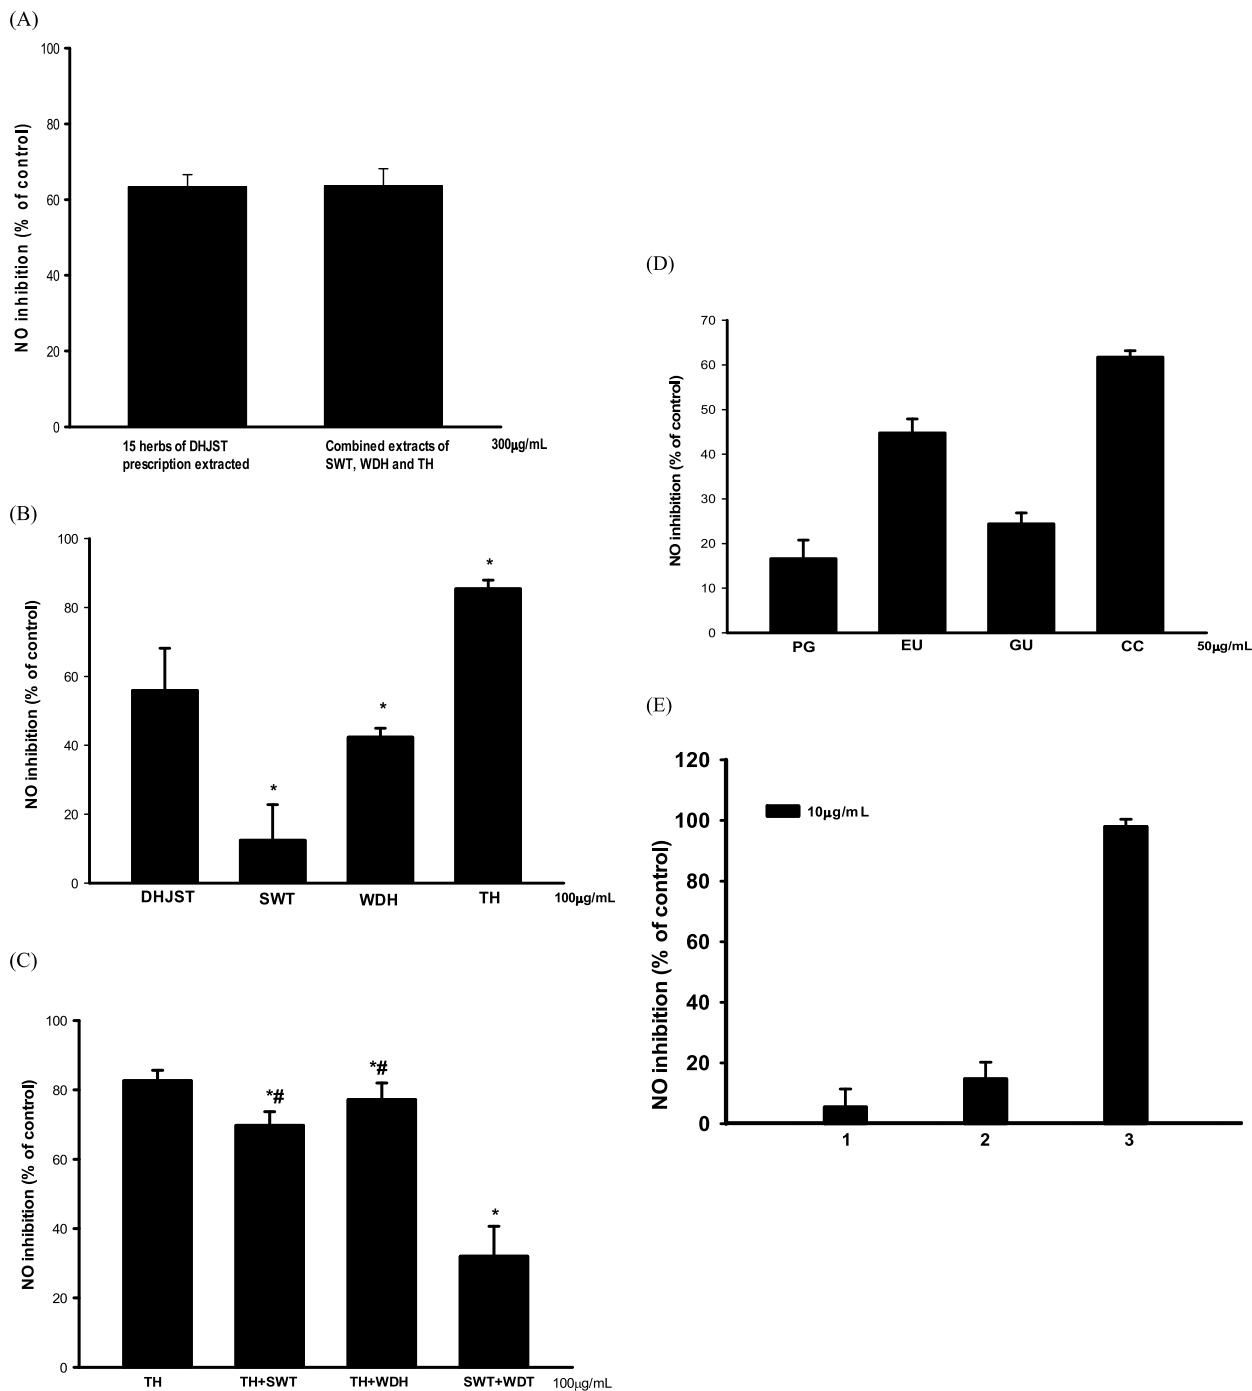 (A)
NO inhibition (% of control)
100
80
60
40
20
0
15 herbs of DHJST
prescription extracted
Combined extracts of
SWT, WDH and TH
300µg/mL
(B)
NO inhibition (% of control)
100
80
60
40
20
0
*
*
*
DHJST SWT WDH TH 100µg/mL
(C)
NO inhibition (% of control)
100
80
60
40
20
0
*#
*#
*
TH TH+SWT TH+WDH SWT+WDT 100µg/mL
(D)
NO inhibition (% of control)
70
60
50
40
30
20
10
0
PG EU GU CC 50µg/mL
(E)
NO inhibition (% of control)
120
100
80
60
40
20
0
10µg/mL
1 2 3